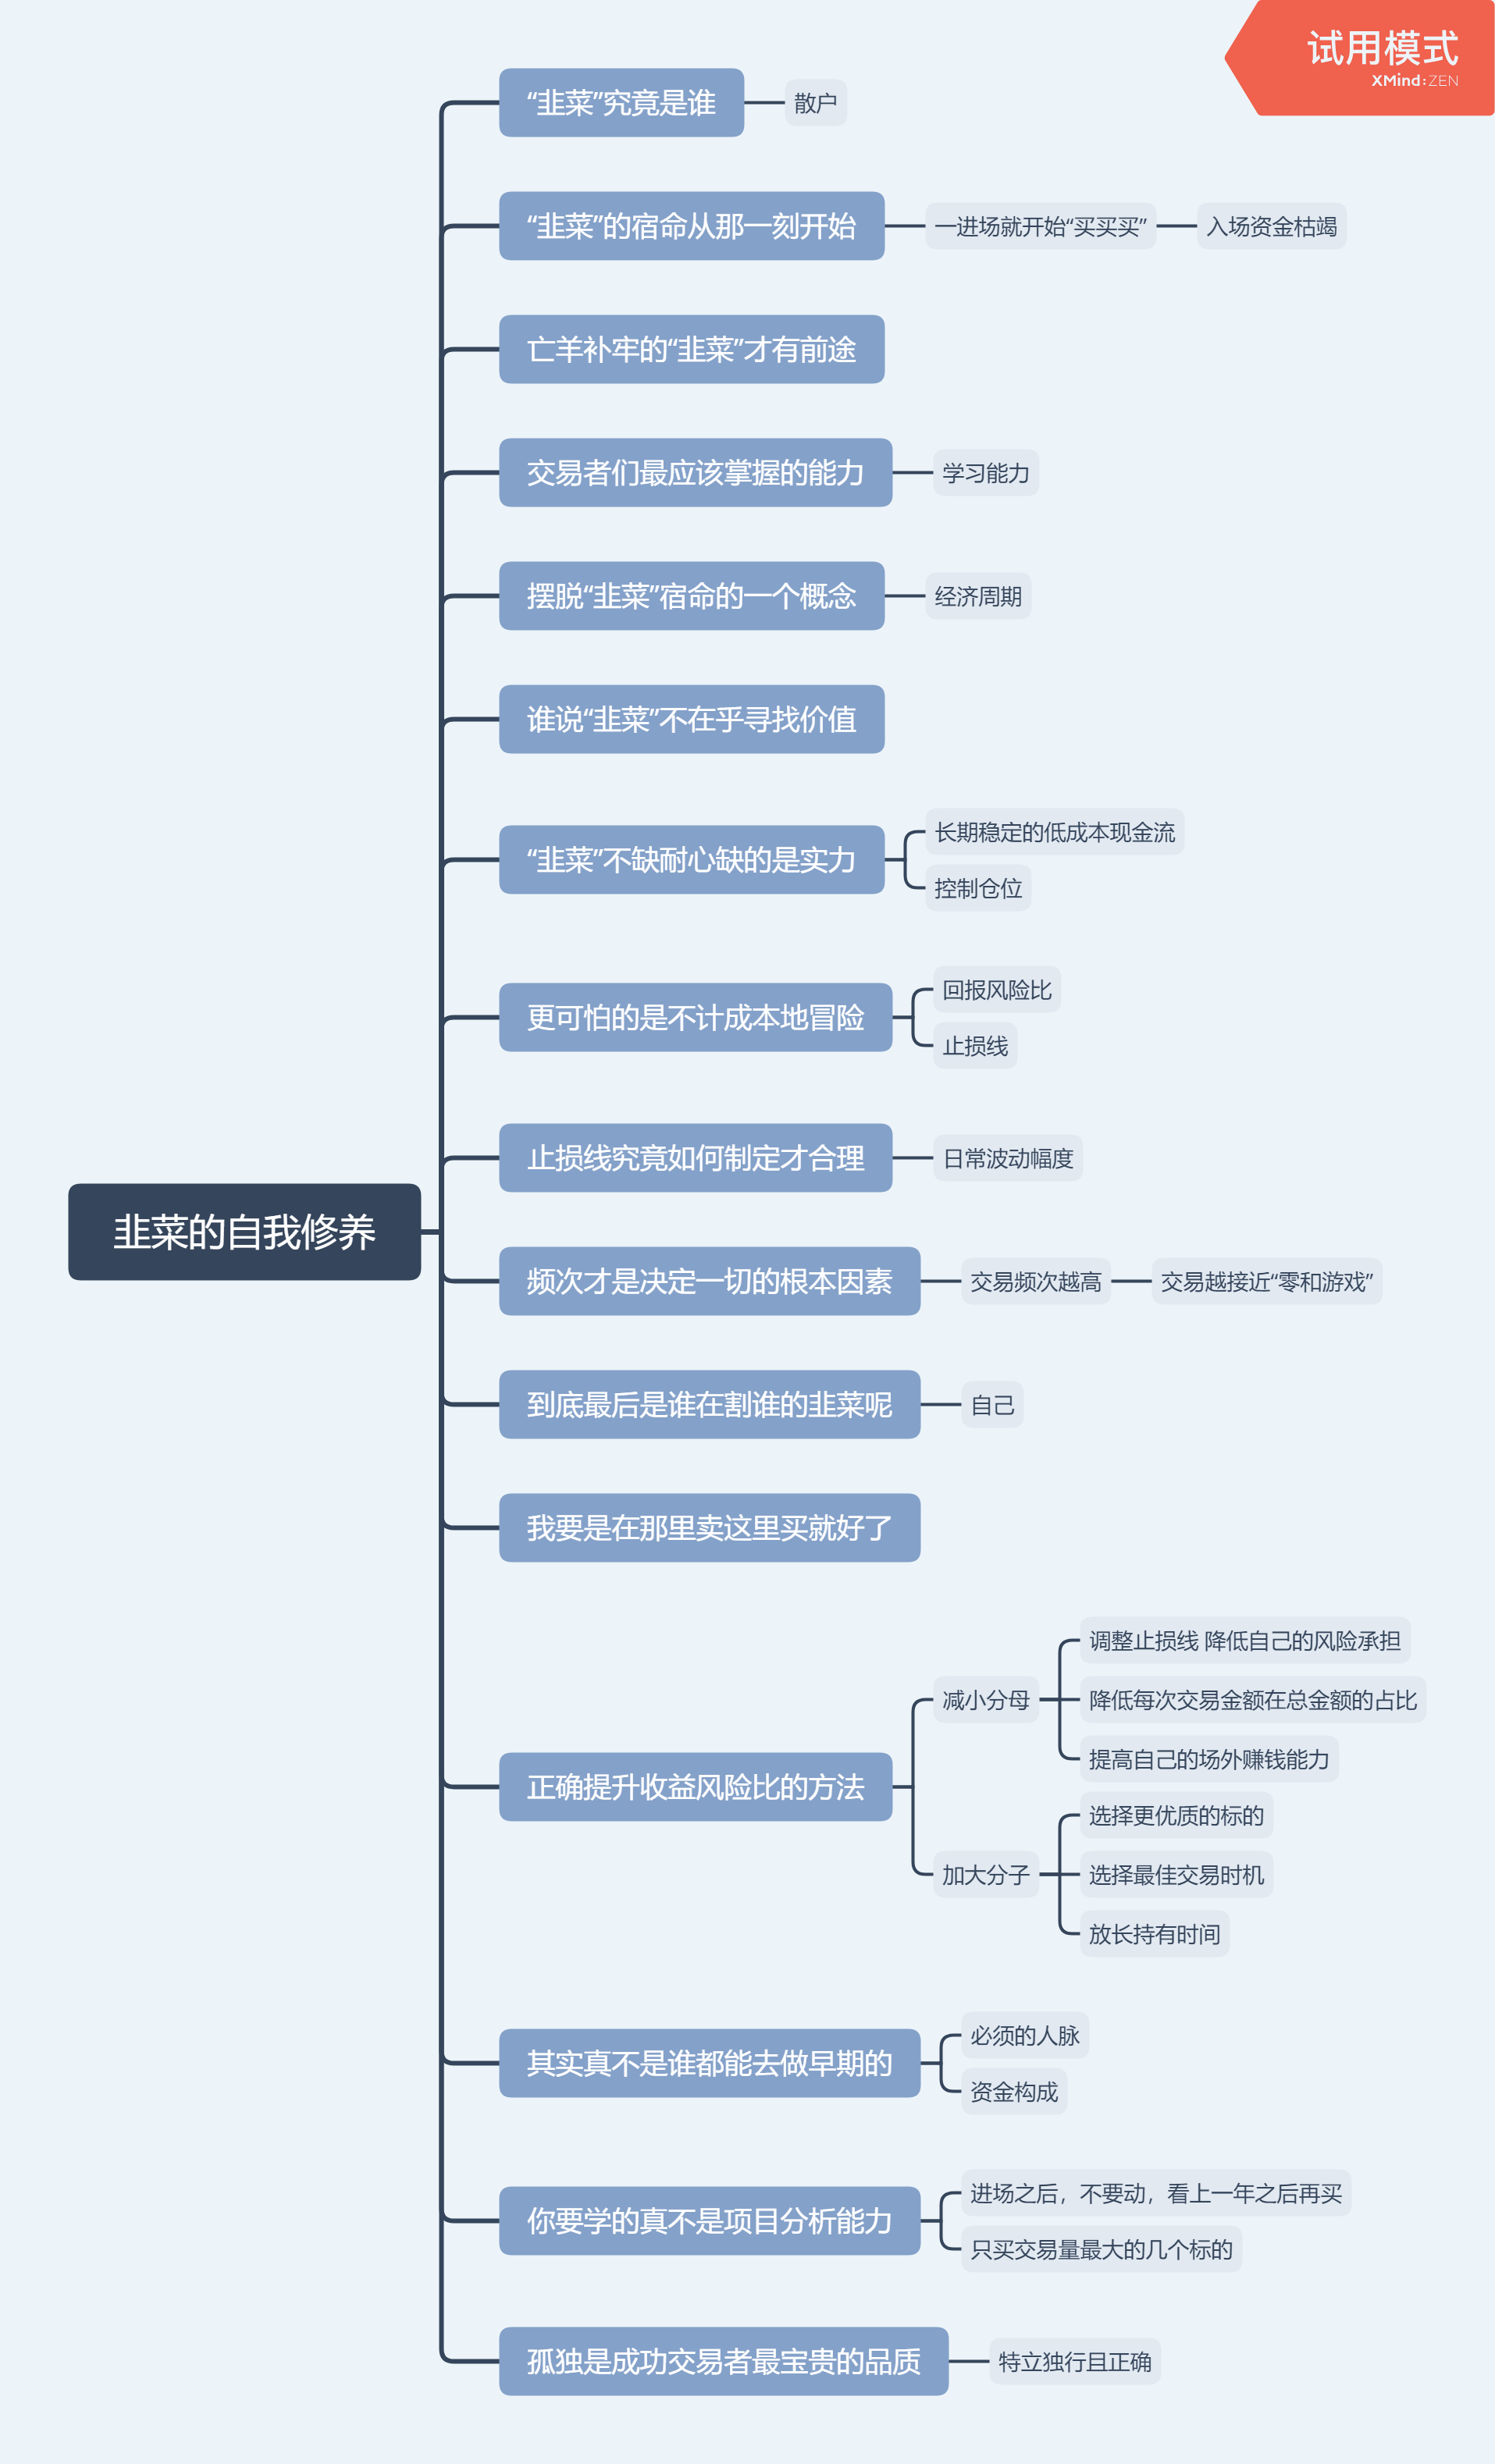 试用模式
XMind:ZEN
“韭菜”究竟是谁
散户
“韭菜”的宿命从那一刻开始
一进场就开始“买买买”
入场资金枯竭
亡羊补牢的“韭菜”才有前途
交易者们最应该掌握的能力
学习能力
摆脱“韭菜”宿命的一个概念
经济周期
谁说“韭菜”不在乎寻找价值
“韭菜”不缺耐心缺的是实力
长期稳定的低成本现金流
控制仓位
更可怕的是不计成本地冒险
回报风险比
止损线
止损线究竟如何制定才合理
日常波动幅度
韭菜的自我修养
频次才是决定一切的根本因素
交易频次越高
交易越接近“零和游戏”
到底最后是谁在割谁的韭菜呢
自己
我要是在那里卖这里买就好了
正确提升收益风险比的方法
减小分母
调整止损线 降低自己的风险承担
降低每次交易金额在总金额的占比
提高自己的场外赚钱能力
加大分子
选择更优质的标的
选择最佳交易时机
放长持有时间
其实真不是谁都能去做早期的
必须的人脉
资金构成
你要学的真不是项目分析能力
进场之后，不要动，看上一年之后再买
只买交易量最大的几个标的
孤独是成功交易者最宝贵的品质
特立独行且正确